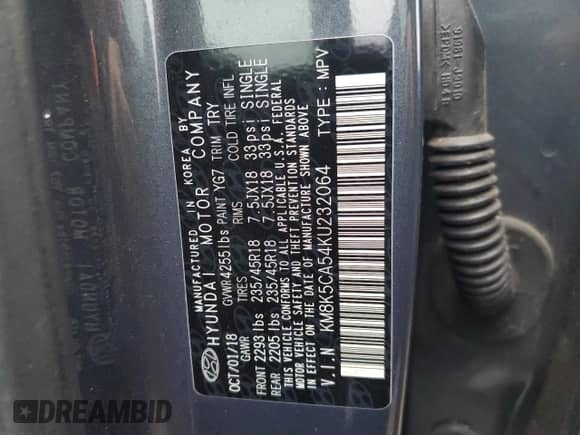 MANUFACTURED BY IN KOREA BY
HYUNDAI MOTOR COMPANY
OCT/01/18 GVWR 4255lbs PAINT YG7 TRIM TRY
GAWR TIRES RIMS COLD TIRE INFL
FRONT 2293lbs 235/45R18 7.5JX18 33psi SINGLE
REAR 2205lbs 235/45R18 7.5JX18 33psi SINGLE
THIS VEHICLE CONFORMS TO ALL APPLICABLE U.S.A. FEDERAL
MOTOR VEHICLE SAFETY AND THEFT PREVENTION STANDARDS
IN EFFECT ON THE DATE OF MANUFACTURE SHOWN ABOVE
V.I.N : KM8K5CA54KU232064 TYPE : MPV
DREAMBID